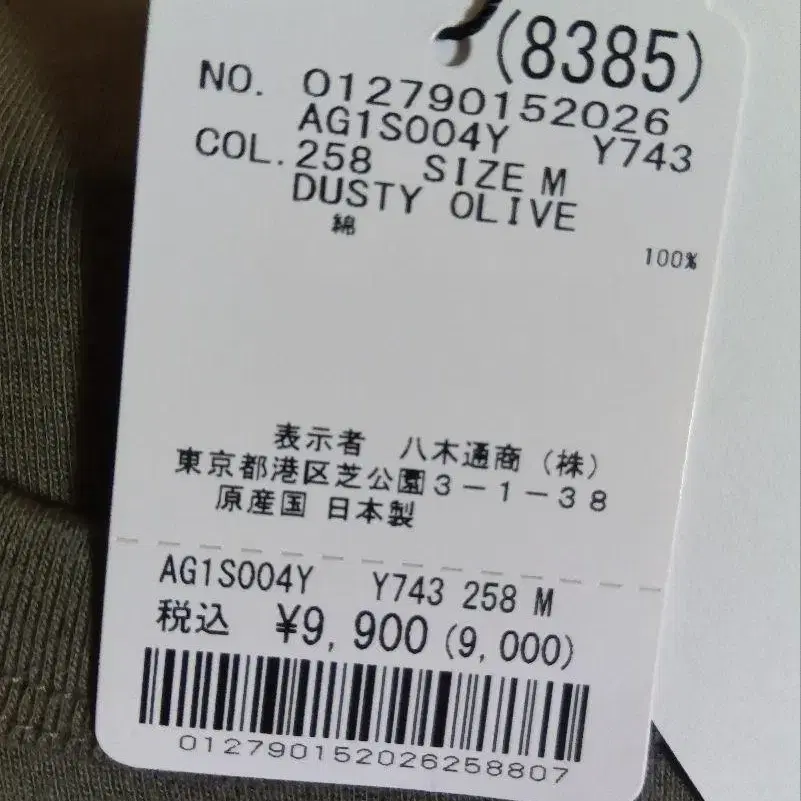 (8385)
NO. 012790152026
AG1S004Y Y743
COL.258 SIZE M
DUSTY OLIVE
綿 100%
表示者 八木通商(株)
東京都港区芝公園3-1-38
原産国 日本製
AG1S004Y Y743 258 M
税込 ¥9,900(9,000)
012790152026258807